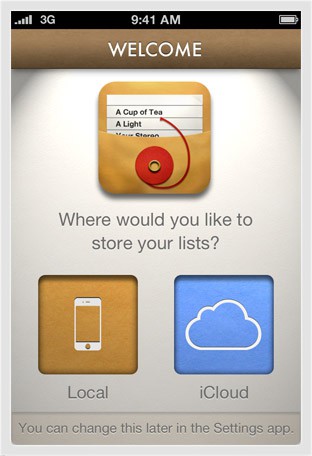 3G 9:41 AM
WELCOME
A Cup of Tea
A Light
Your Stereo
Where would you like to
store your lists?
Local iCloud
You can change this later in the Settings app.